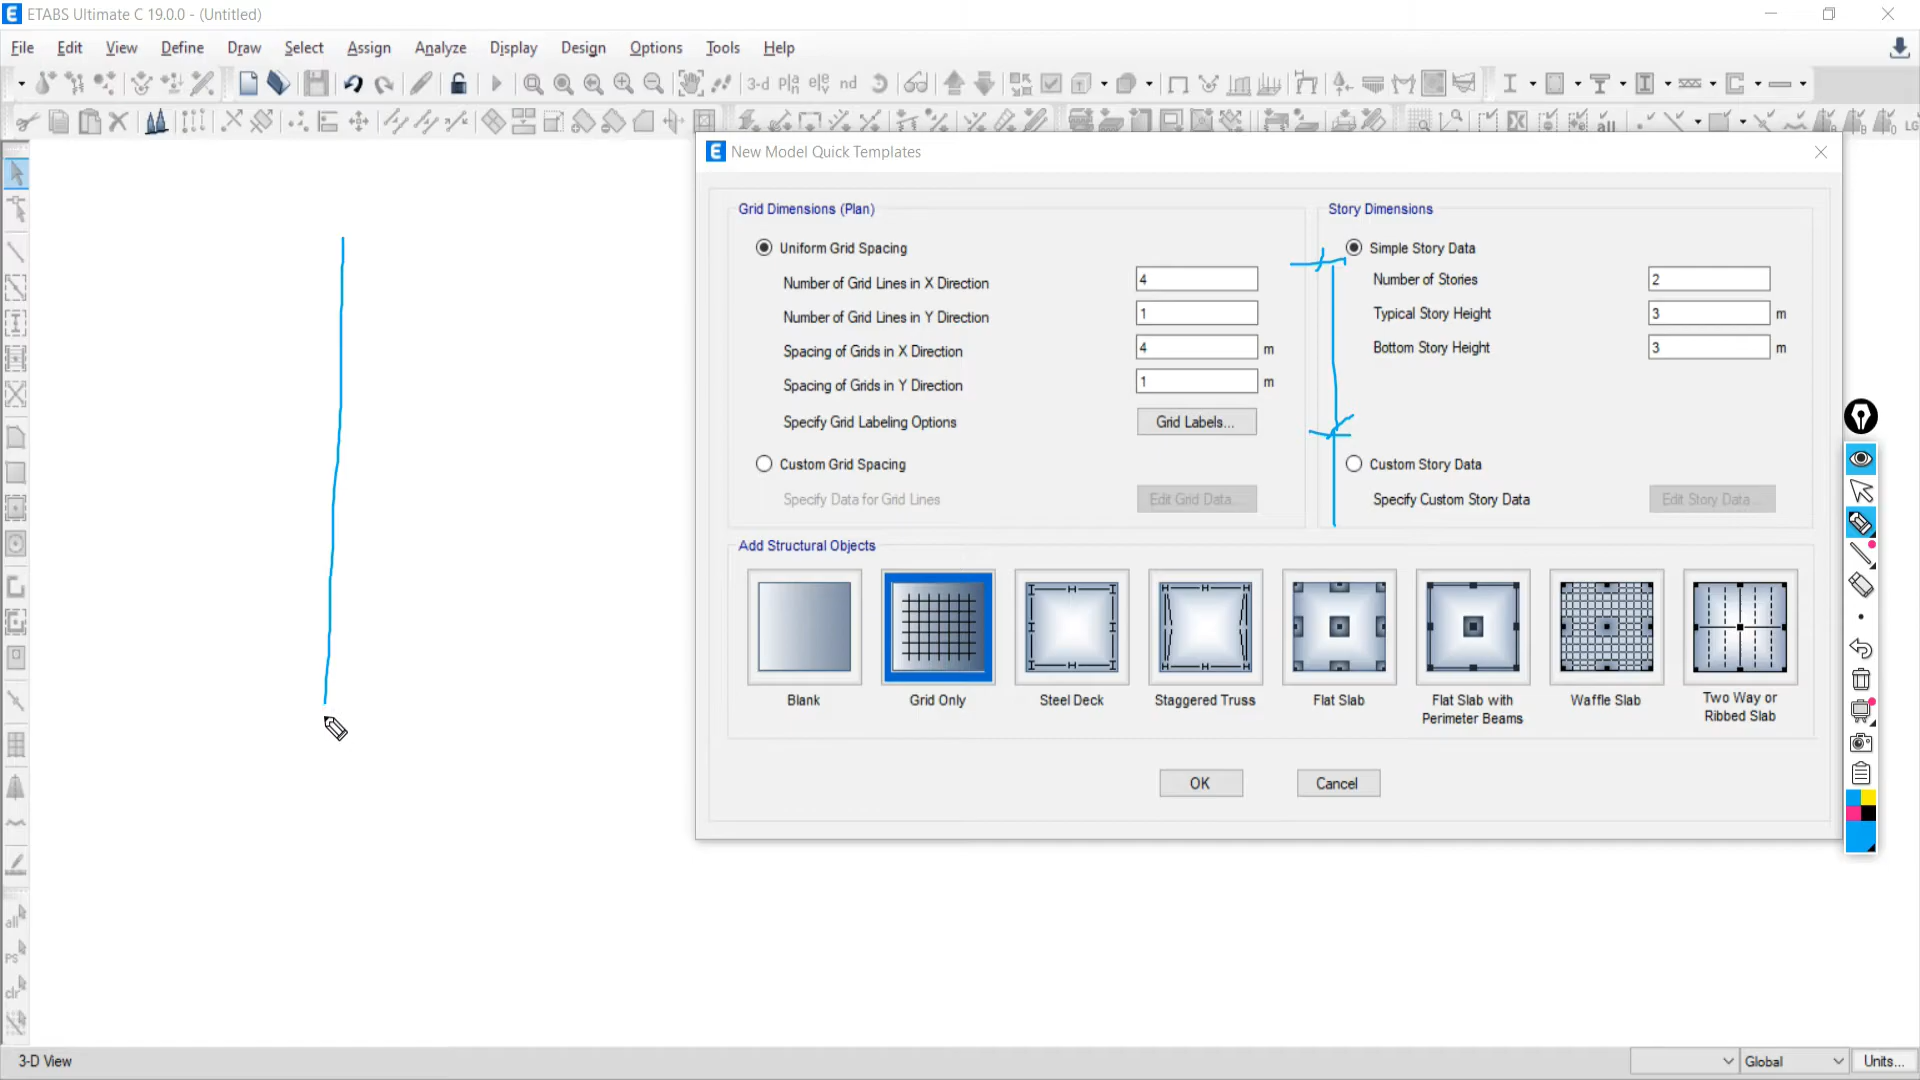 ETABS Ultimate C 19.0.0 - (Untitled)
File Edit View Define Draw Select Assign Analyze Display Design Options Tools Help
3-d nd
all
New Model Quick Templates
Grid Dimensions (Plan)
Uniform Grid Spacing
Number of Grid Lines in X Direction 4
Number of Grid Lines in Y Direction 1
Spacing of Grids in X Direction 4 m
Spacing of Grids in Y Direction 1 m
Specify Grid Labeling Options Grid Labels...
Custom Grid Spacing
Specify Data for Grid Lines Edit Grid Data...
Story Dimensions
Simple Story Data
Number of Stories 2
Typical Story Height 3 m
Bottom Story Height 3 m
Custom Story Data
Specify Custom Story Data Edit Story Data...
Add Structural Objects
Blank
Grid Only
Steel Deck
Staggered Truss
Flat Slab
Flat Slab with
Perimeter Beams
Waffle Slab
Two Way or
Ribbed Slab
OK Cancel
all
PS
clr
3-D View Global Units...